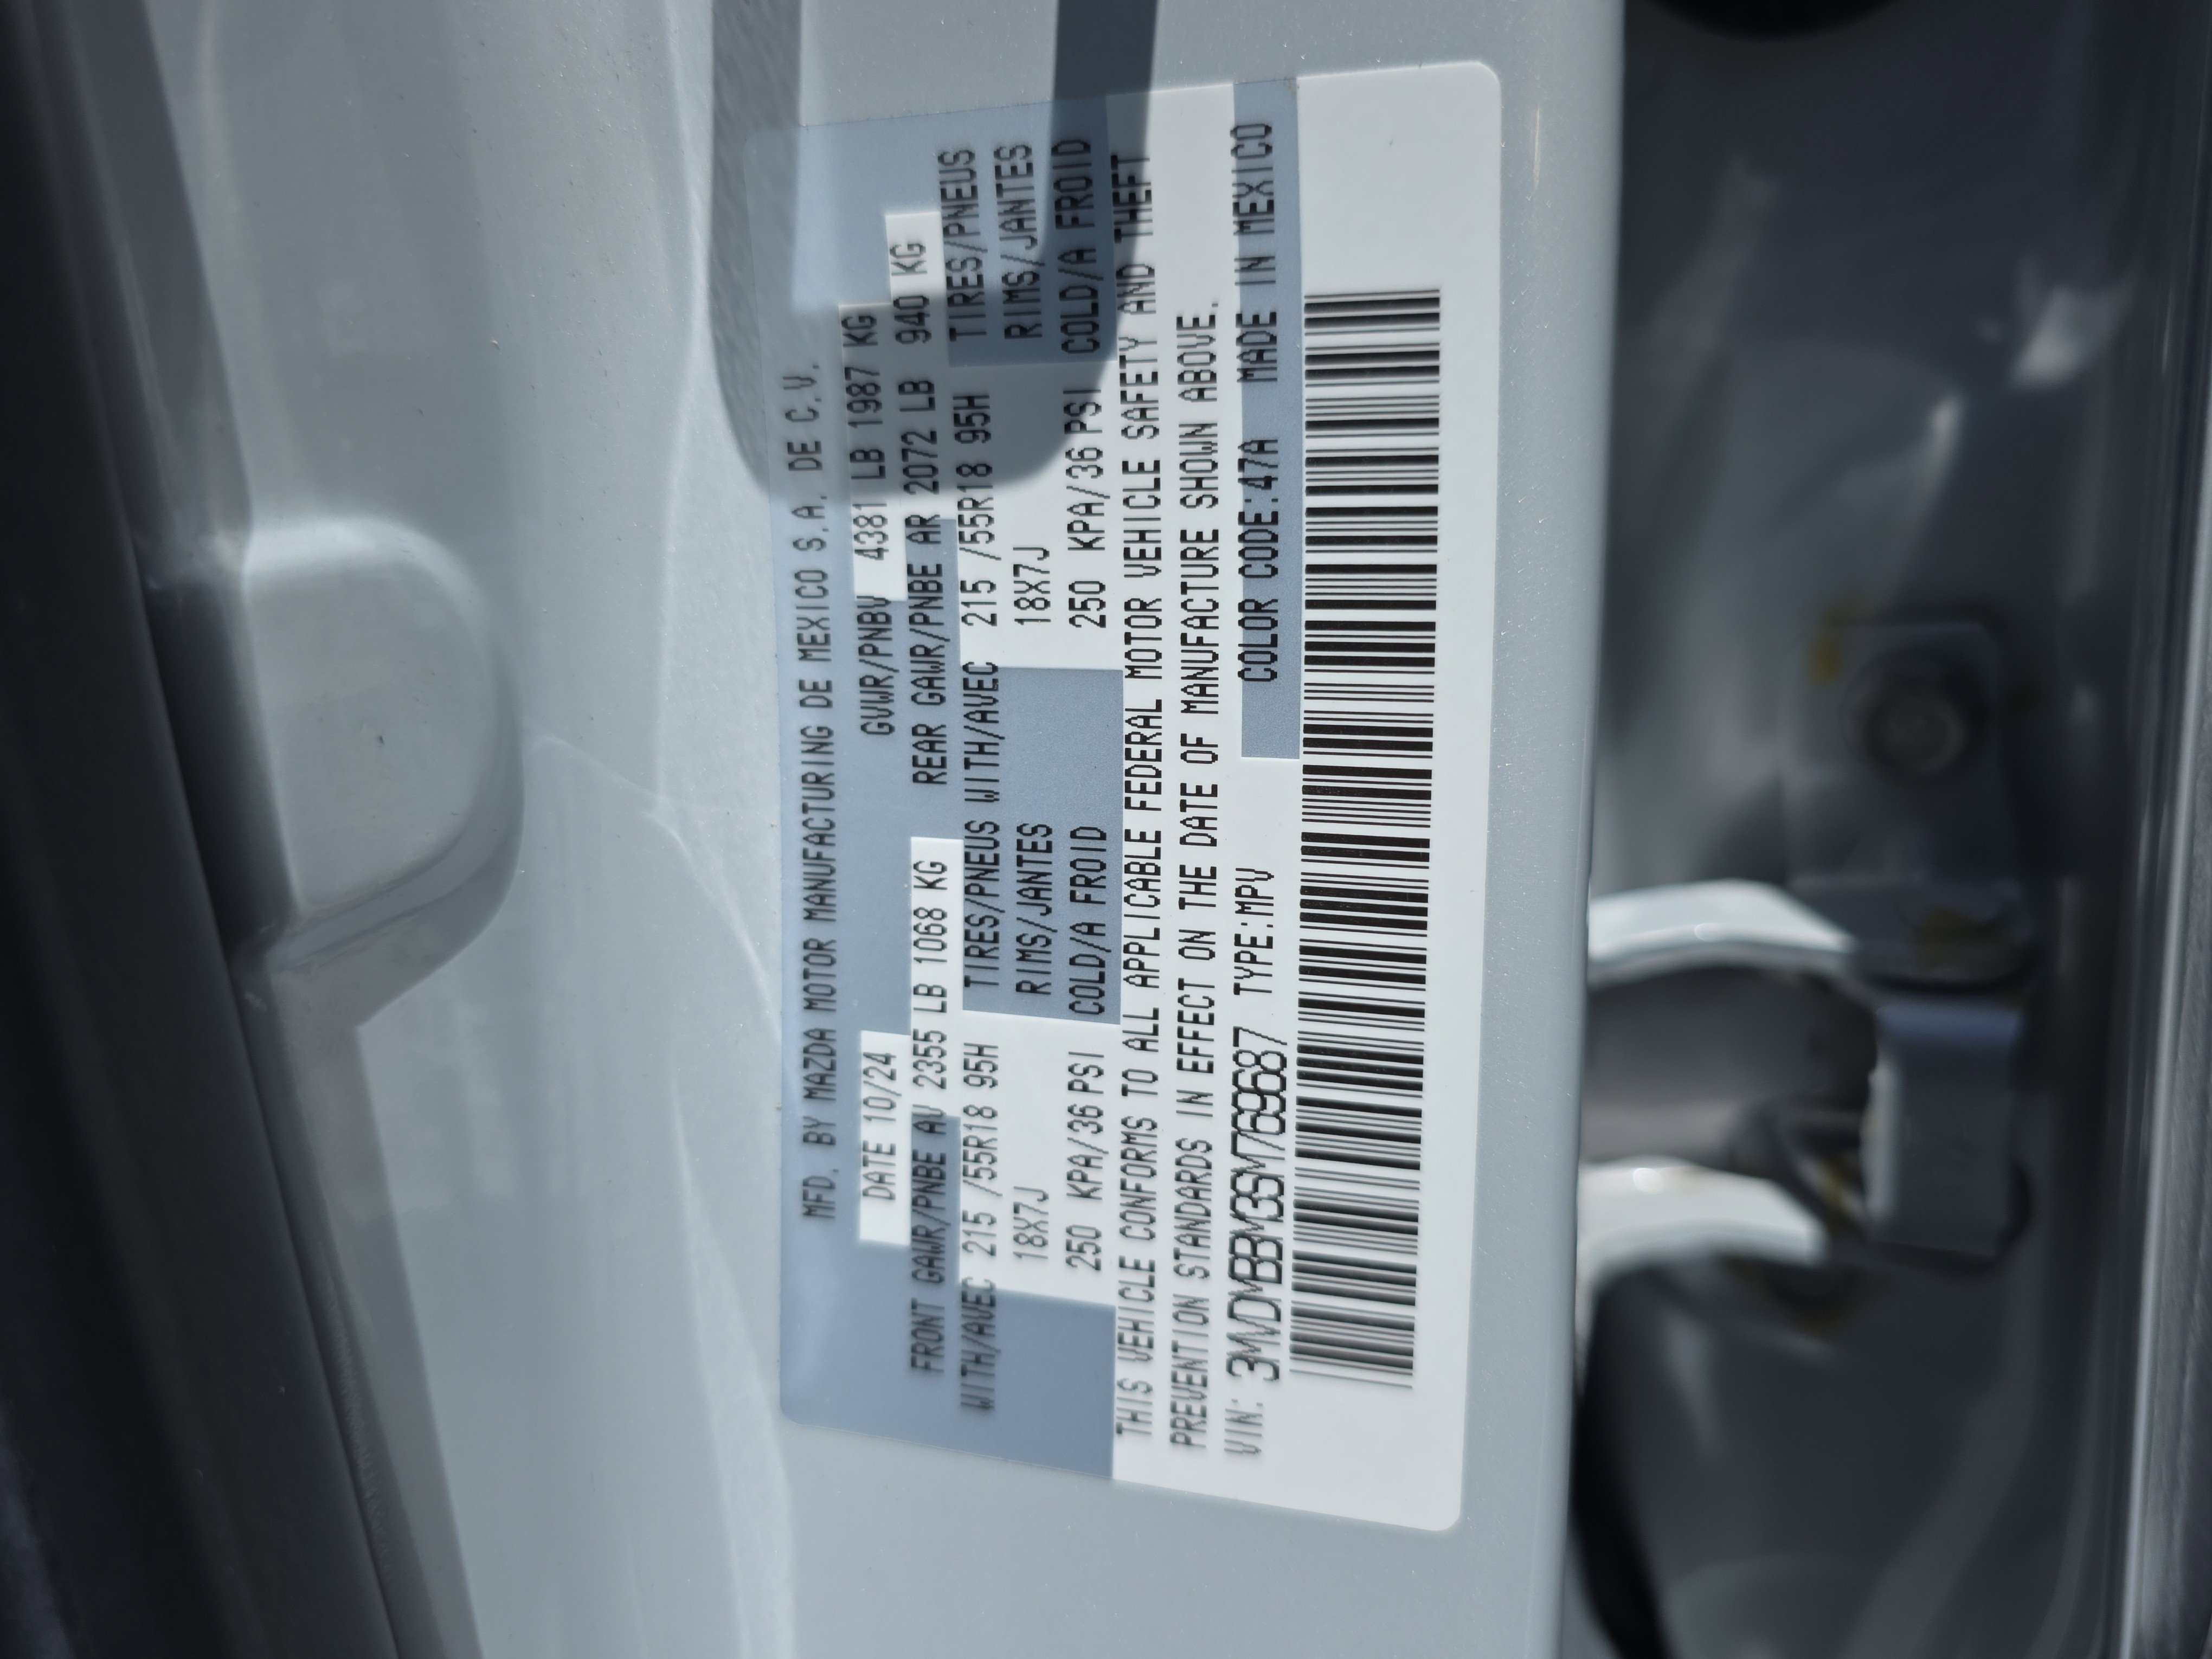 MFD. BY MAZDA MOTOR MANUFACTURING DE MEXICO S.A. DE C.V.
DATE 10/24 GVWR/PNBV 4381 LB 1987 KG
FRONT GAWR/PNBE AV 2355 LB 1068 KG REAR GAWR/PNBE AR 2072 LB 940 KG
WITH/AVEC 215 /55R18 95H TIRES/PNEUS WITH/AVEC 215 /55R18 95H TIRES/PNEUS
18X7J RIMS/JANTES 18X7J RIMS/JANTES
250 KPA/36 PSI COLD/A FROID 250 KPA/36 PSI COLD/A FROID
THIS VEHICLE CONFORMS TO ALL APPLICABLE FEDERAL MOTOR VEHICLE SAFETY AND THEFT
PREVENTION STANDARDS IN EFFECT ON THE DATE OF MANUFACTURE SHOWN ABOVE.
VIN: 3MVDMBBM3SM769687 TYPE:MPV COLOR CODE:47A MADE IN MEXICO